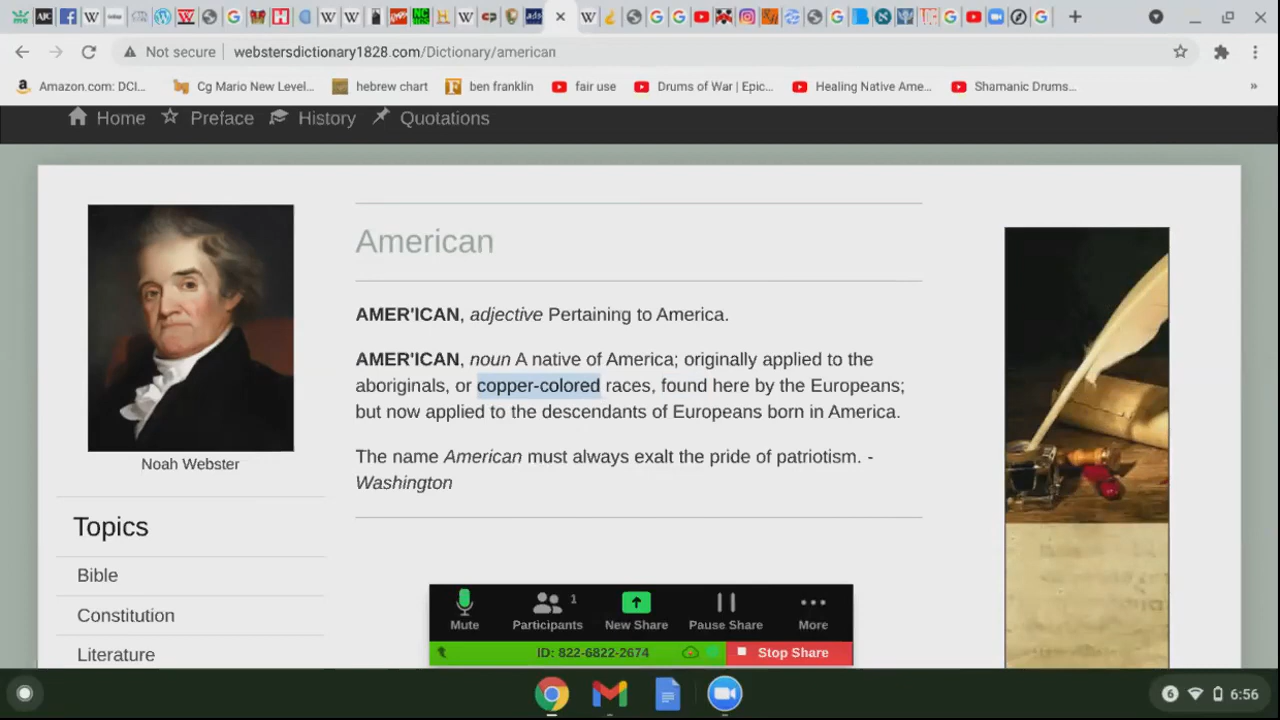 Not secure
webstersdictionary1828.com/Dictionary/american
Amazon.com: DCI...
Cg Mario New Level...
hebrew chart
ben franklin
fair use
Drums of War | Epic...
Healing Native Ame...
Shamanic Drums...
»
Home
Preface
History
Quotations
American
AMER'ICAN, adjective Pertaining to America.
AMER'ICAN, noun A native of America; originally applied to the
aboriginals, or copper-colored races, found here by the Europeans;
but now applied to the descendants of Europeans born in America.
The name American must always exalt the pride of patriotism. -
Washington
Noah Webster
Topics
Bible
Constitution
Literature
Mute
Participants
1
New Share
Pause Share
More
ID: 822-6822-2674
Stop Share
6
6:56